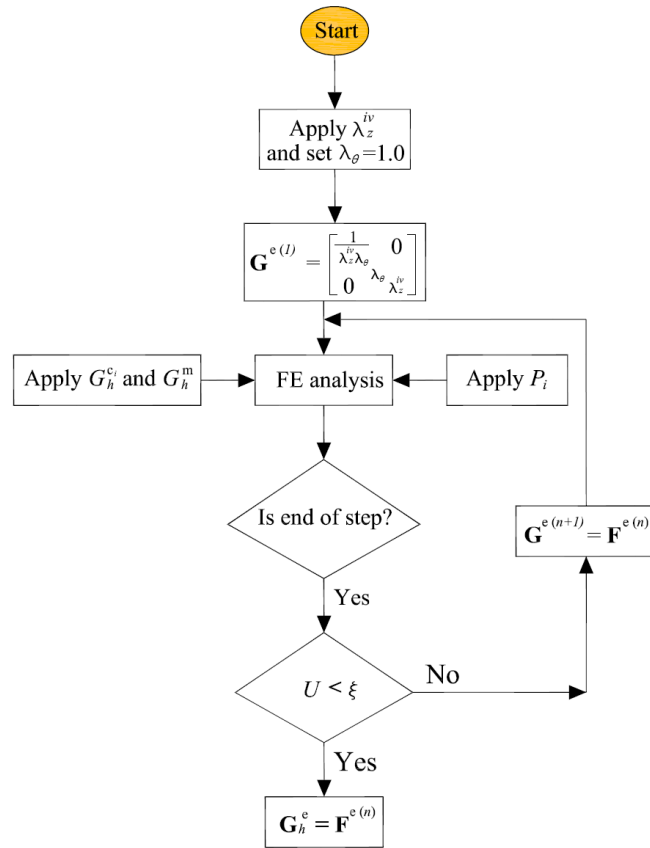 Start
Apply λ_z^{iv}
and set λ_θ=1.0
G^{e (1)} = [ 1/(λ_z^{iv} λ_θ) 0
λ_θ
0 λ_z^{iv} ]
Apply G_h^{c_i} and G_h^m
FE analysis
Apply P_i
Is end of step?
G^{e (n+1)} = F^{e (n)}
Yes
U < ξ
No
Yes
G_h^e = F^{e (n)}